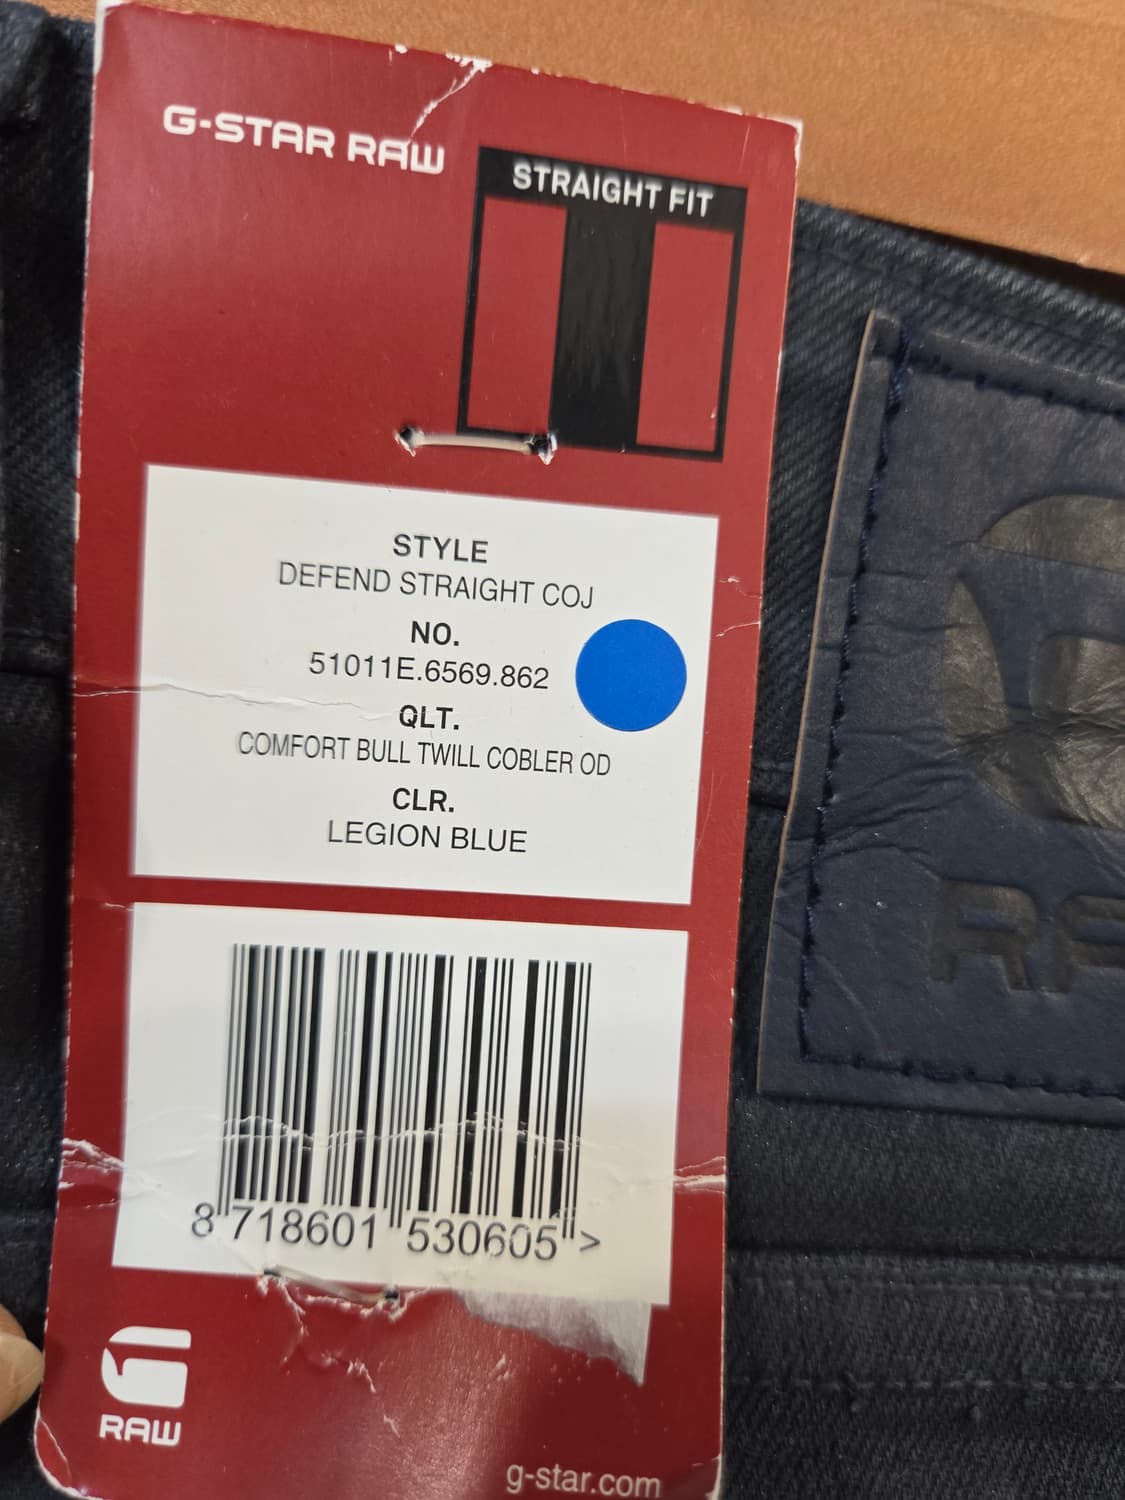 G-STAR RAW
STRAIGHT FIT
STYLE
DEFEND STRAIGHT COJ
NO.
51011E.6569.862
QLT.
COMFORT BULL TWILL COBLER OD
CLR.
LEGION BLUE
8 718601 530605 >
RAW
g-star.com